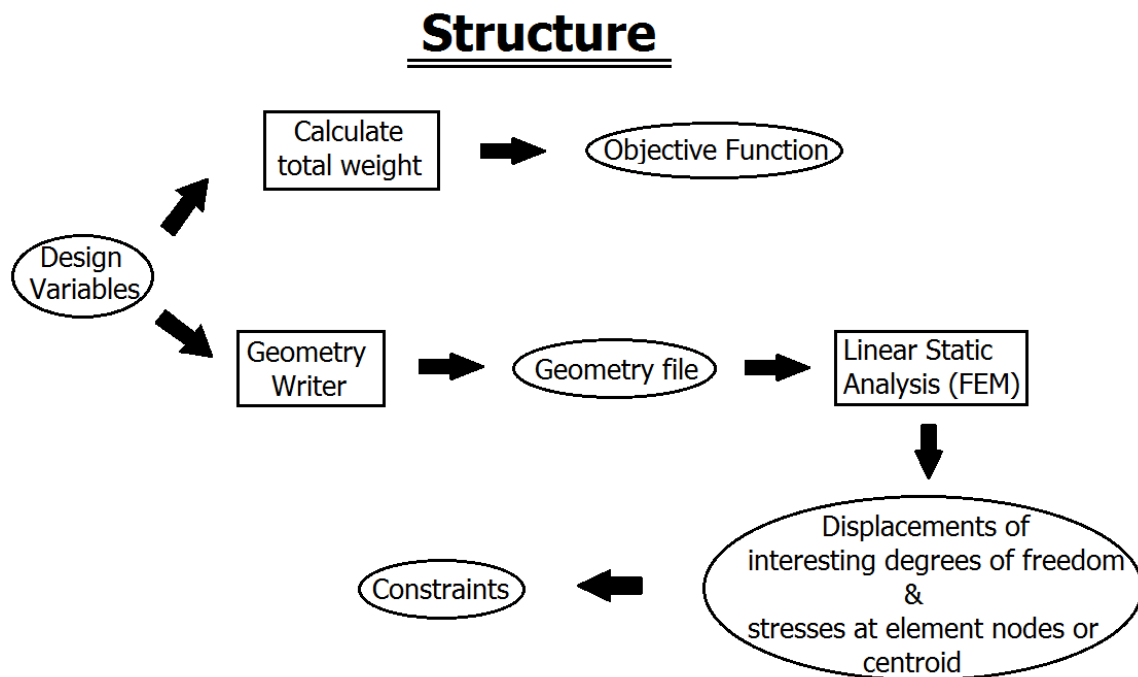 Structure
Calculate
total weight
Objective Function
Design
Variables
Geometry
Writer
Geometry file
Linear Static
Analysis (FEM)
Displacements of
interesting degrees of freedom
&
stresses at element nodes or
centroid
Constraints